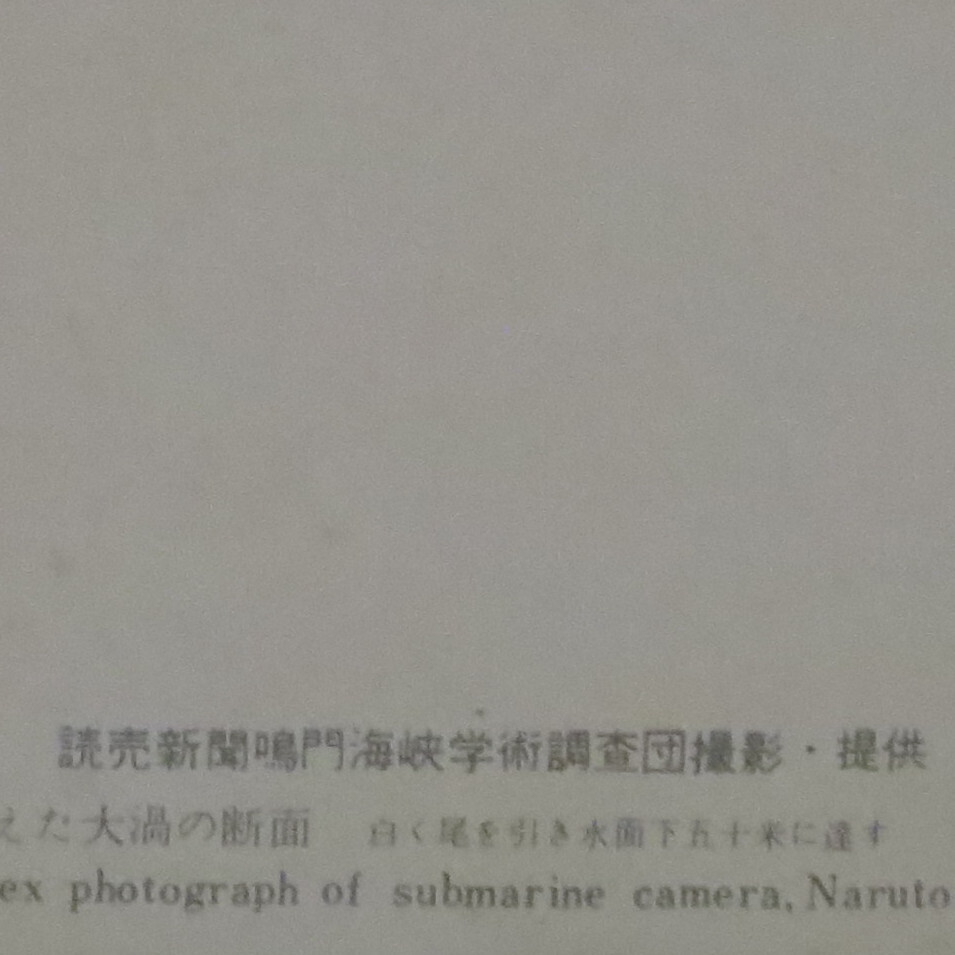 読売新聞鳴門海峡学術調査団撮影・提供
えた大渦の断面　白く尾を引き水面下五十米に達す
ex photograph of submarine camera, Naruto